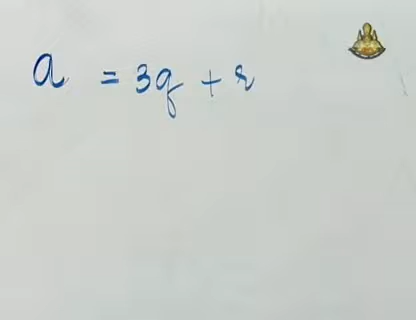 a = 3q + r